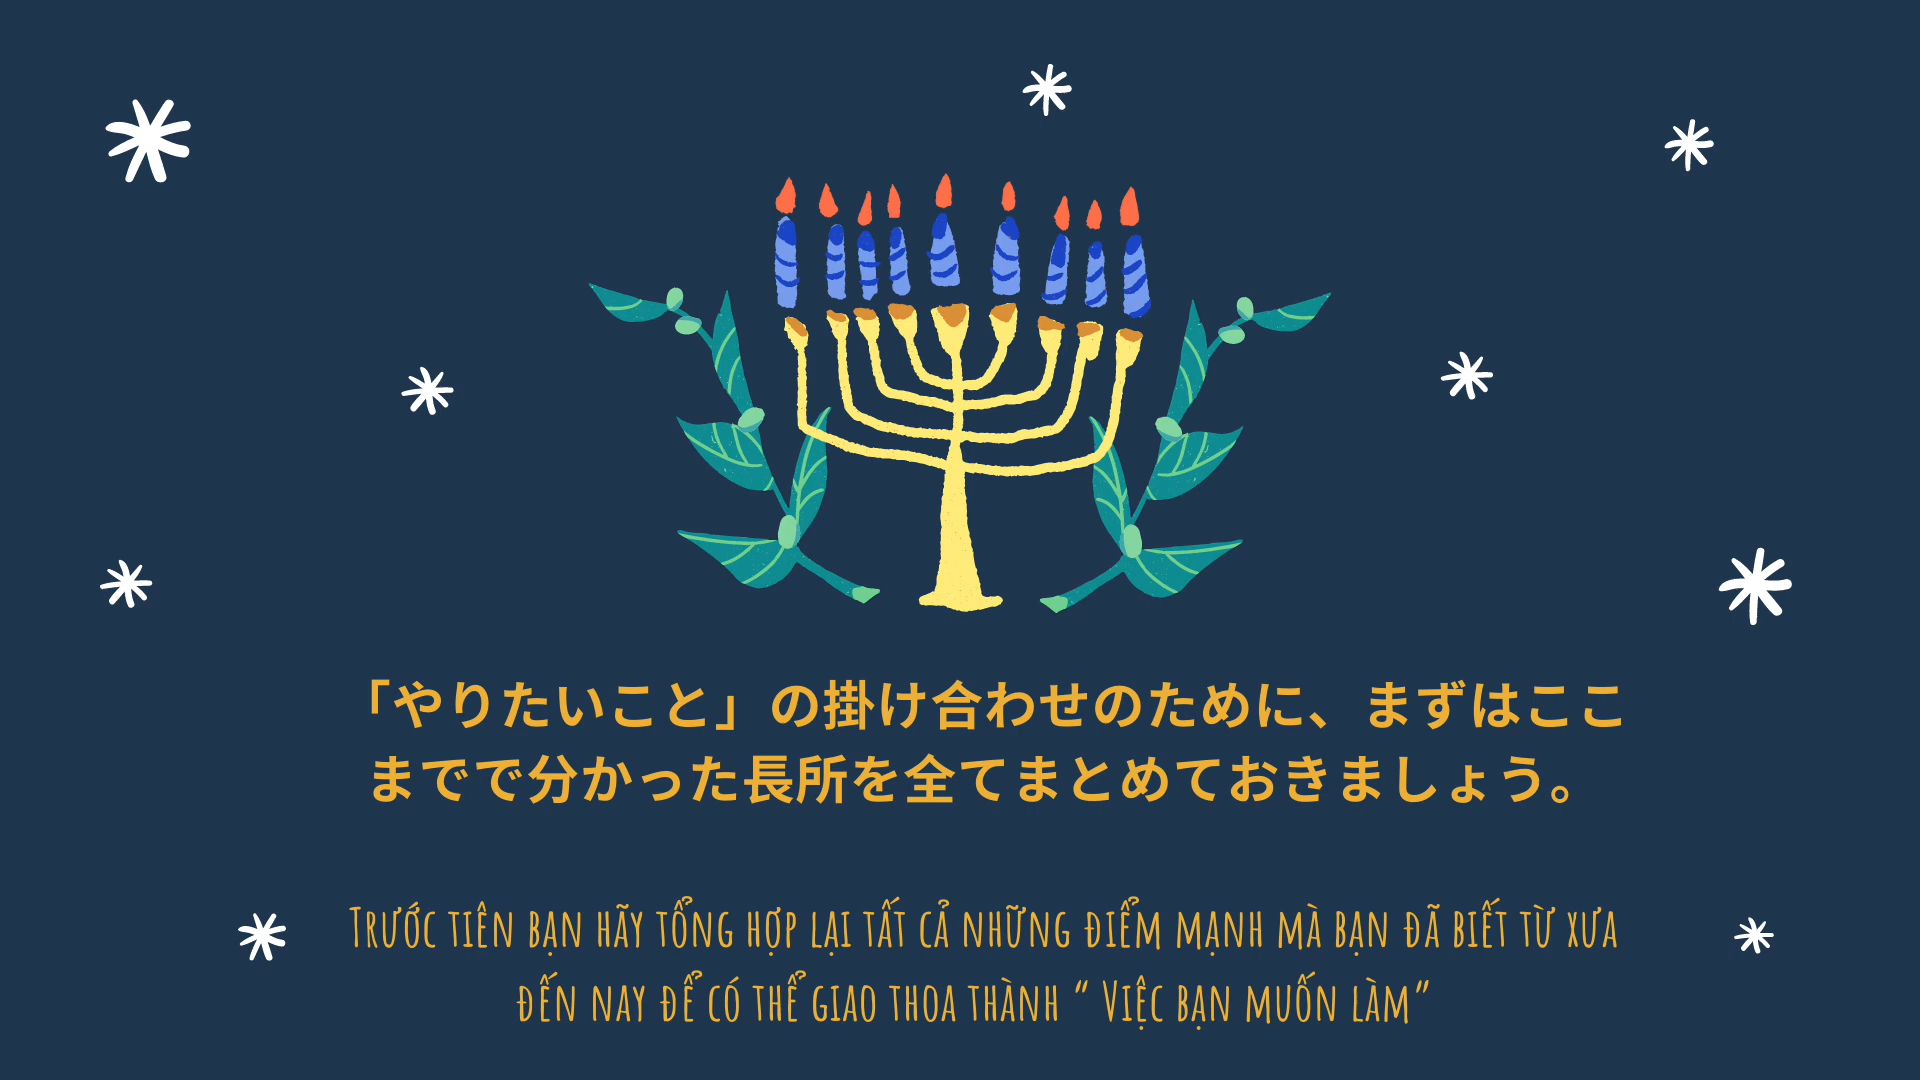 「やりたいこと」の掛け合わせのために、まずはここ
までで分かった長所を全てまとめておきましょう。
Trước tiên bạn hãy tổng hợp lại tất cả những điểm mạnh mà bạn đã biết từ xưa
đến nay để có thể giao thoa thành “ Việc bạn muốn làm”